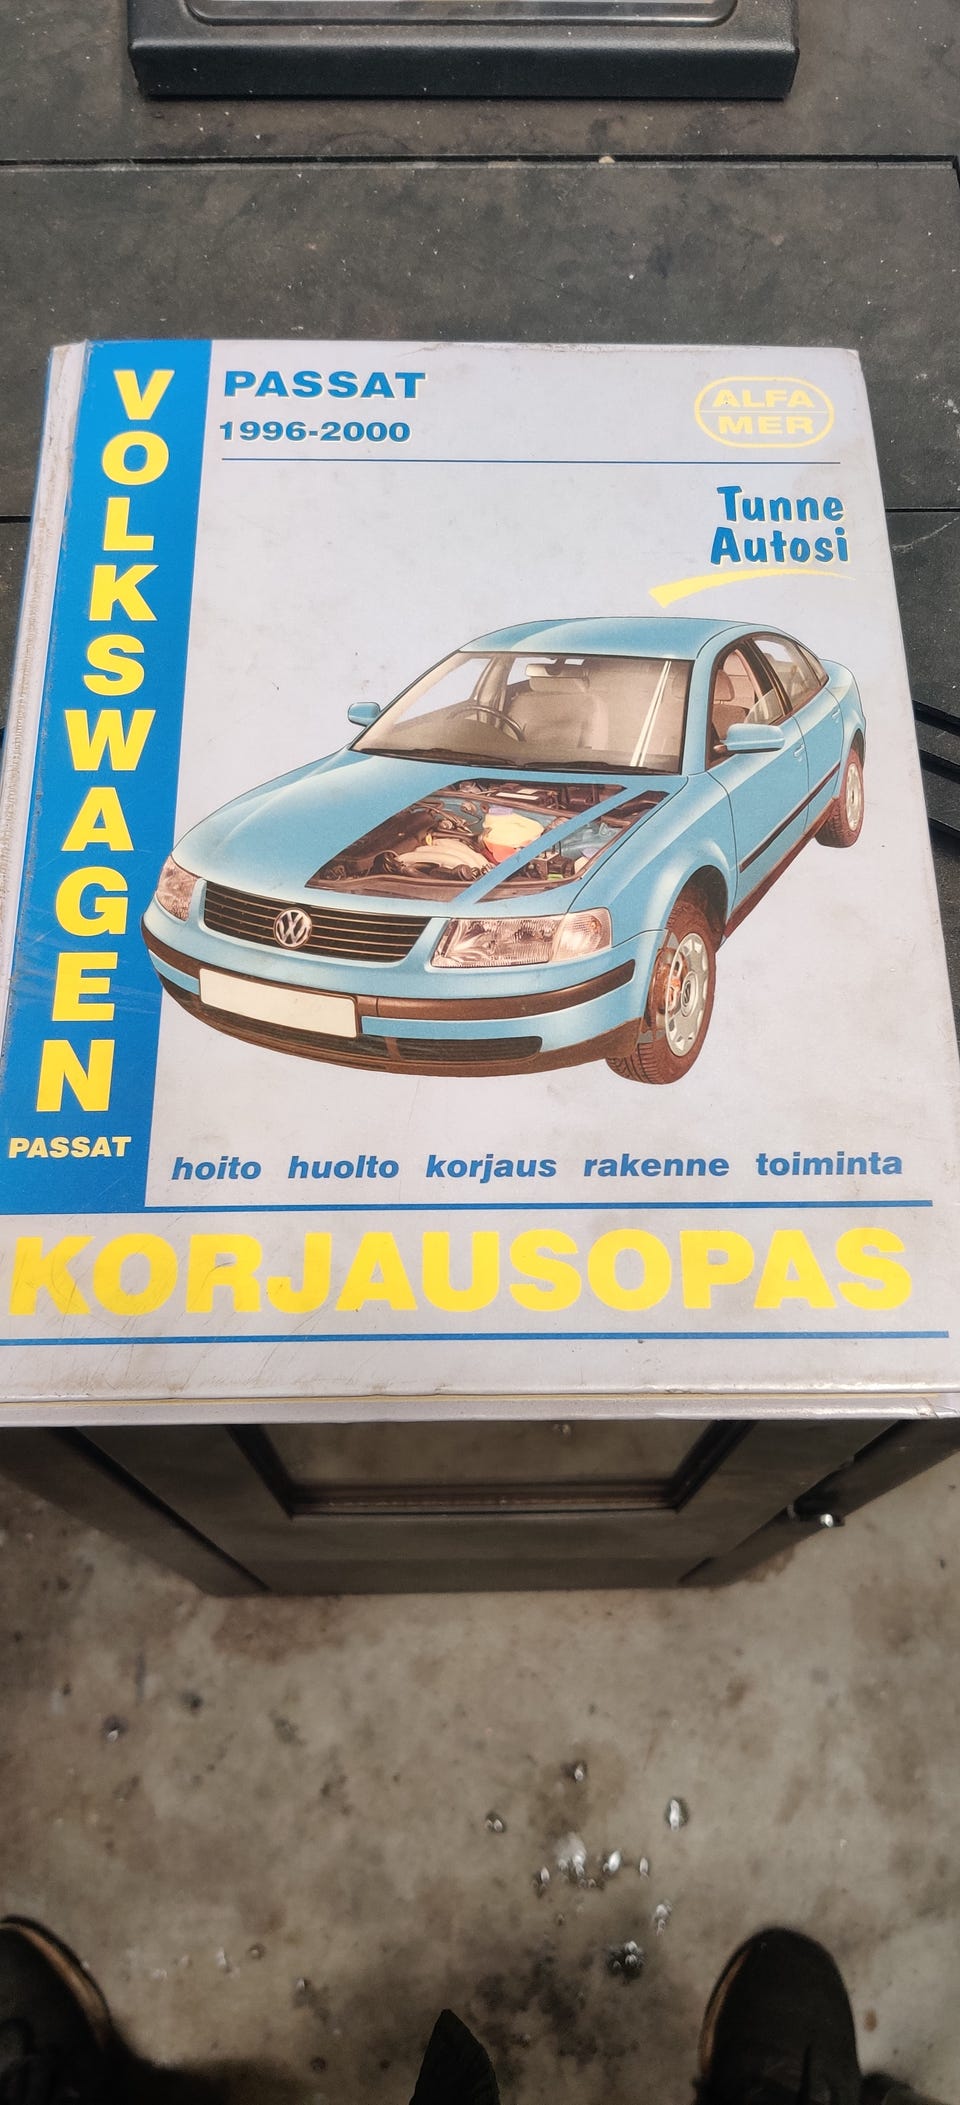 VOLKSWAGEN
PASSAT
PASSAT
1996-2000
ALFA
MER
Tunne
Autosi
hoito huolto korjaus rakenne toiminta
KORJAUSOPAS